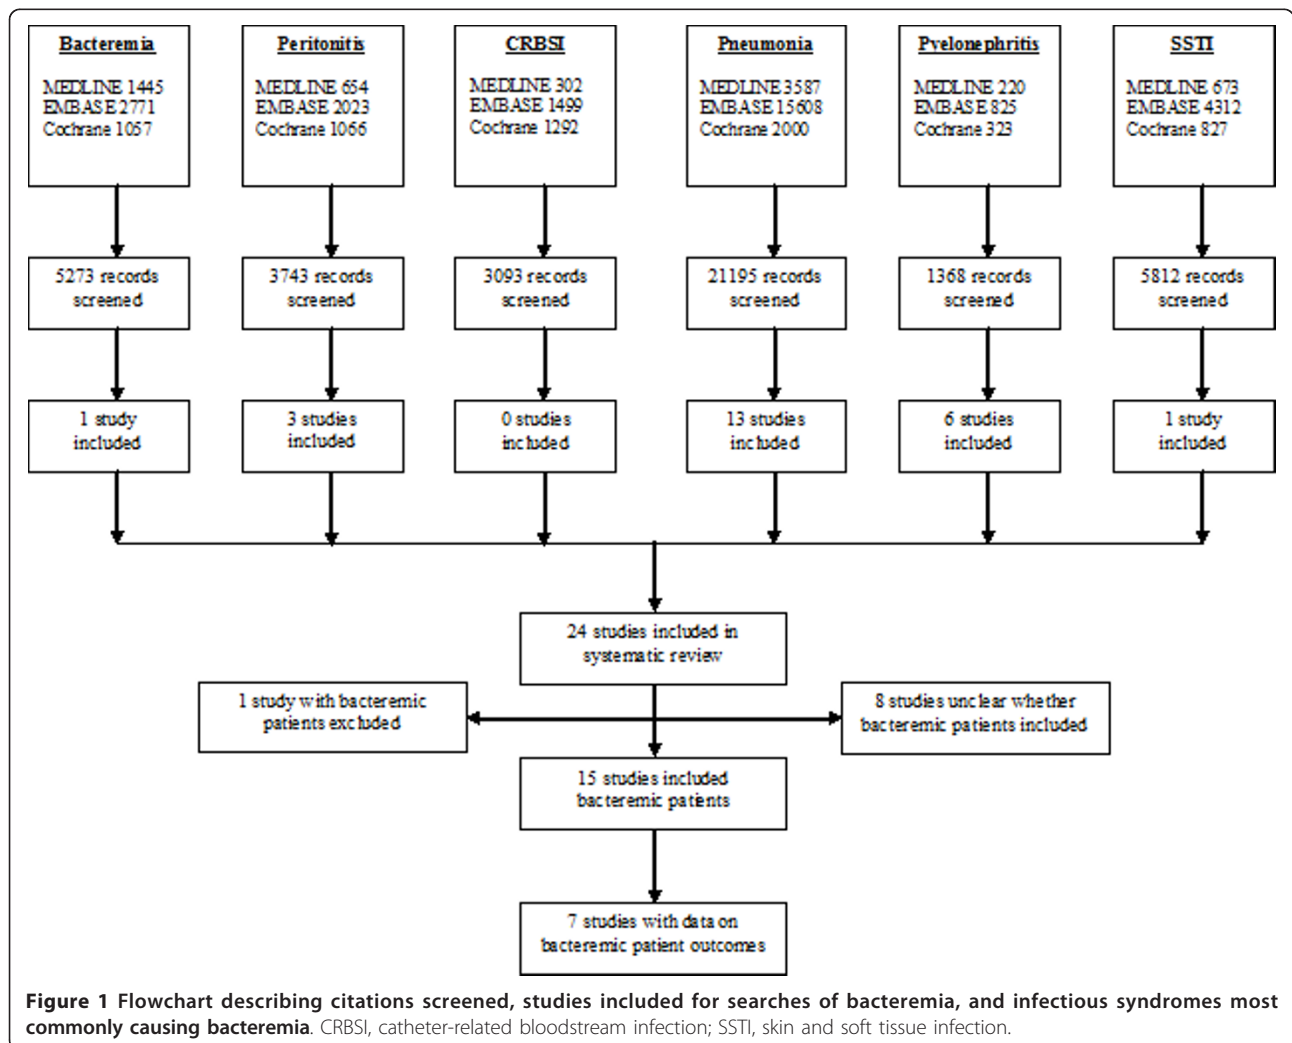 Bacteremia
MEDLINE 1445
EMBASE 2771
Cochrane 1057
Peritonitis
MEDLINE 654
EMBASE 2023
Cochrane 1066
CRBSI
MEDLINE 302
EMBASE 1499
Cochrane 1292
Pneumonia
MEDLINE 3587
EMBASE 15608
Cochrane 2000
Pyelonephritis
MEDLINE 220
EMBASE 825
Cochrane 323
SSTI
MEDLINE 673
EMBASE 4312
Cochrane 827
5273 records
screened
3743 records
screened
3093 records
screened
21195 records
screened
1368 records
screened
5812 records
screened
1 study
included
3 studies
included
0 studies
included
13 studies
included
6 studies
included
1 study
included
24 studies included in
systematic review
1 study with bacteremic
patients excluded
8 studies unclear whether
bacteremic patients included
15 studies included
bacteremic patients
7 studies with data on
bacteremic patient outcomes
Figure 1 Flowchart describing citations screened, studies included for searches of bacteremia, and infectious syndromes most
commonly causing bacteremia. CRBSI, catheter-related bloodstream infection; SSTI, skin and soft tissue infection.